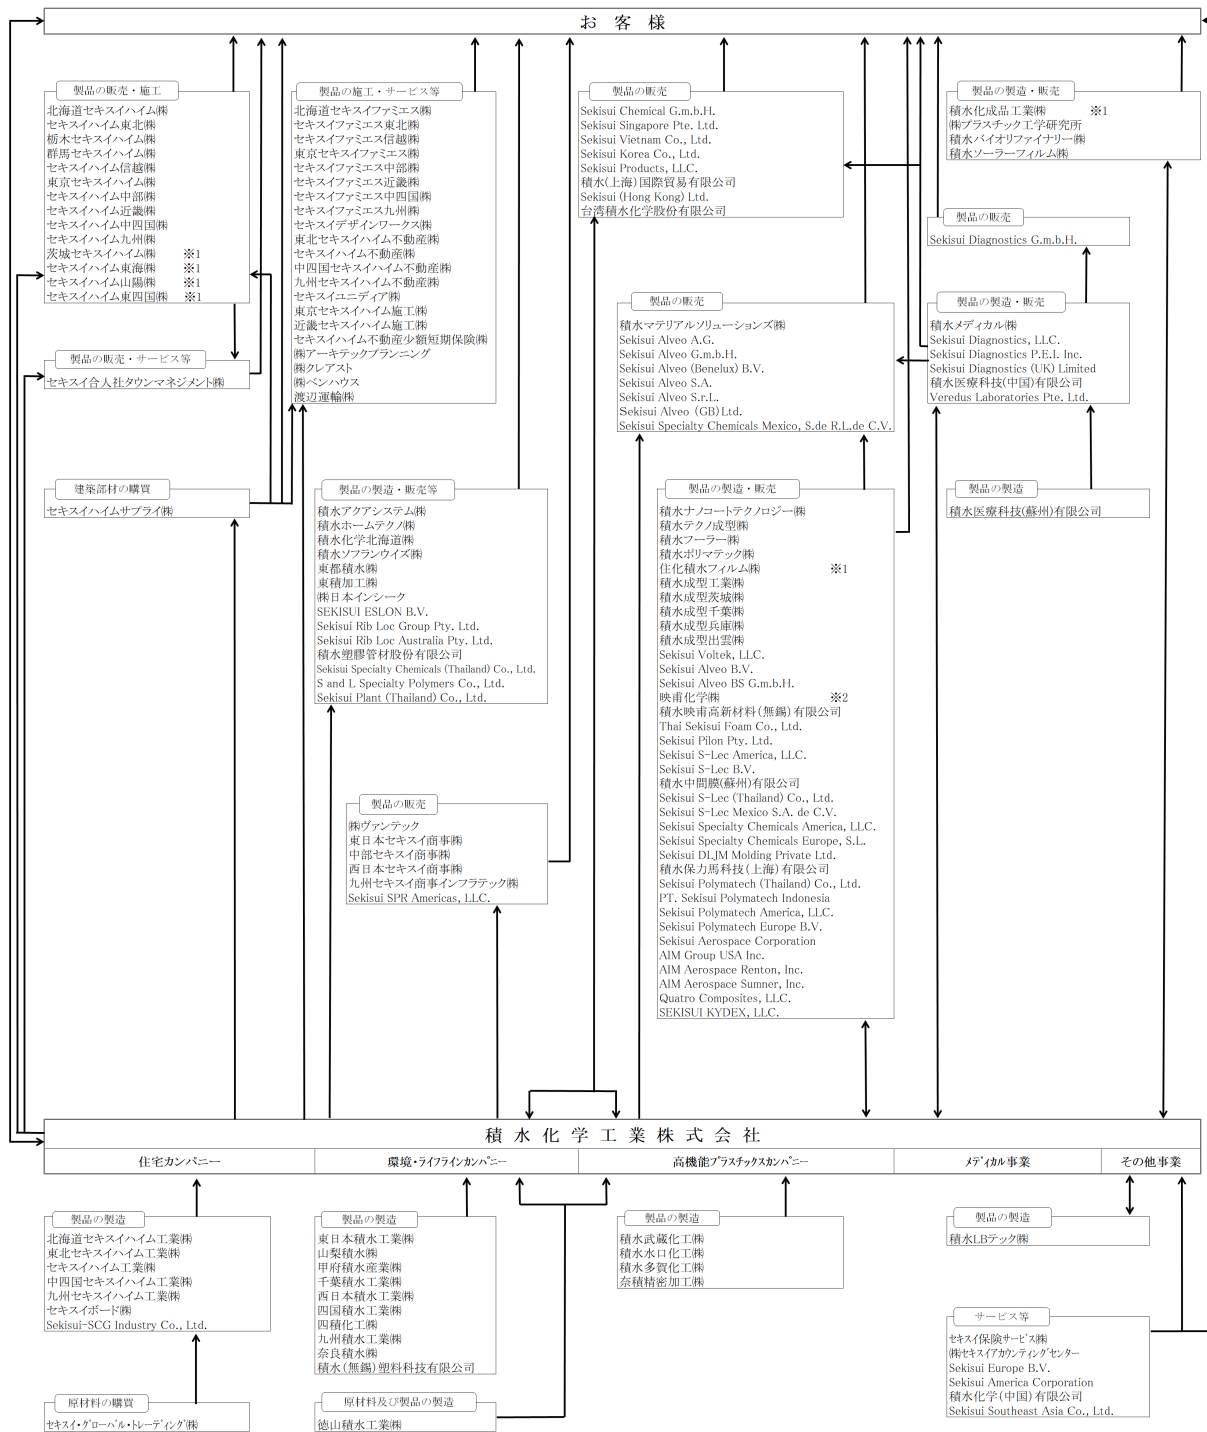 お客様
製品の販売・施工
北海道セキスイハイム㈱
セキスイハイム東北㈱
栃木セキスイハイム㈱
群馬セキスイハイム㈱
セキスイハイム信越㈱
東京セキスイハイム㈱
セキスイハイム中部㈱
セキスイハイム近畿㈱
セキスイハイム中四国㈱
セキスイハイム九州㈱
茨城セキスイハイム㈱ ※1
セキスイハイム東海㈱ ※1
セキスイハイム山陽㈱ ※1
セキスイハイム東四国㈱ ※1
製品の販売・サービス等
セキスイ合人社タウンマネジメント㈱
建築部材の購買
セキスイハイムサプライ㈱
製品の施工・サービス等
北海道セキスイファミエス㈱
セキスイファミエス東北㈱
セキスイファミエス信越㈱
東京セキスイファミエス㈱
セキスイファミエス中部㈱
セキスイファミエス近畿㈱
セキスイファミエス中四国㈱
セキスイファミエス九州㈱
セキスイデザインワークス㈱
東北セキスイハイム不動産㈱
セキスイハイム不動産㈱
中四国セキスイハイム不動産㈱
九州セキスイハイム不動産㈱
セキスイユニディア㈱
東京セキスイハイム施工㈱
近畿セキスイハイム施工㈱
セキスイハイム不動産少額短期保険㈱
㈱アーキテックプランニング
㈱クレアスト
㈱ペンハウス
渡辺運輸㈱
製品の製造・販売等
積水アクアシステム㈱
積水ホームテクノ㈱
積水化学北海道㈱
積水ソフランウイズ㈱
東都積水㈱
東積加工㈱
㈱日本インシーク
SEKISUI ESLON B.V.
Sekisui Rib Loc Group Pty. Ltd.
Sekisui Rib Loc Australia Pty. Ltd.
積水塑膠管材股份有限公司
Sekisui Specialty Chemicals (Thailand) Co., Ltd.
S and L Specialty Polymers Co., Ltd.
Sekisui Plant (Thailand) Co., Ltd.
製品の販売
㈱ヴァンテック
東日本セキスイ商事㈱
中部セキスイ商事㈱
西日本セキスイ商事㈱
九州セキスイ商事インフラテック㈱
Sekisui SPR Americas, LLC.
製品の販売
Sekisui Chemical G.m.b.H.
Sekisui Singapore Pte. Ltd.
Sekisui Vietnam Co., Ltd.
Sekisui Korea Co., Ltd.
Sekisui Products, LLC.
積水(上海)国際貿易有限公司
Sekisui (Hong Kong) Ltd.
台湾積水化学股份有限公司
製品の販売
積水マテリアルソリューションズ㈱
Sekisui Alveo A.G.
Sekisui Alveo G.m.b.H.
Sekisui Alveo (Benelux) B.V.
Sekisui Alveo S.A.
Sekisui Alveo S.r.L.
Sekisui Alveo (GB)Ltd.
Sekisui Specialty Chemicals Mexico, S.de R.L.de C.V.
製品の製造・販売
積水ナノコートテクノロジー㈱
積水テクノ成型㈱
積水フーラー㈱
積水ポリマテック㈱
住化積水フィルム㈱ ※1
積水成型工業㈱
積水成型茨城㈱
積水成型千葉㈱
積水成型兵庫㈱
積水成型出雲㈱
Sekisui Voltek, LLC.
Sekisui Alveo B.V.
Sekisui Alveo BS G.m.b.H.
映甫化学㈱ ※2
積水映甫高新材料(無錫)有限公司
Thai Sekisui Foam Co., Ltd.
Sekisui Pilon Pty. Ltd.
Sekisui S-Lec America, LLC.
Sekisui S-Lec B.V.
積水中間膜(蘇州)有限公司
Sekisui S-Lec (Thailand) Co., Ltd.
Sekisui S-Lec Mexico S.A. de C.V.
Sekisui Specialty Chemicals America, LLC.
Sekisui Specialty Chemicals Europe, S.L.
Sekisui DLJM Molding Private Ltd.
積水保力馬科技(上海)有限公司
Sekisui Polymatech (Thailand) Co., Ltd.
PT. Sekisui Polymatech Indonesia
Sekisui Polymatech America, LLC.
Sekisui Polymatech Europe B.V.
Sekisui Aerospace Corporation
AIM Group USA Inc.
AIM Aerospace Renton, Inc.
AIM Aerospace Sumner, Inc.
Quatro Composites, LLC.
SEKISUI KYDEX, LLC.
製品の製造・販売
積水化成品工業㈱ ※1
㈱プラスチック工学研究所
積水バイオリファイナリー㈱
積水ソーラーフィルム㈱
製品の販売
Sekisui Diagnostics G.m.b.H.
製品の製造・販売
積水メディカル㈱
Sekisui Diagnostics, LLC.
Sekisui Diagnostics P.E.I. Inc.
Sekisui Diagnostics (UK) Limited
積水医療科技(中国)有限公司
Veredus Laboratories Pte. Ltd.
製品の製造
積水医療科技(蘇州)有限公司
積水化学工業株式会社
住宅カンパニー
環境・ライフラインカンパニー
高機能プラスチックスカンパニー
メディカル事業
その他事業
製品の製造
北海道セキスイハイム工業㈱
東北セキスイハイム工業㈱
セキスイハイム工業㈱
中四国セキスイハイム工業㈱
九州セキスイハイム工業㈱
セキスイボード㈱
Sekisui-SCG Industry Co., Ltd.
原材料の購買
セキスイ・グローバル・トレーディング㈱
製品の製造
東日本積水工業㈱
山梨積水㈱
甲府積水産業㈱
千葉積水工業㈱
西日本積水工業㈱
四国積水工業㈱
四積化工㈱
九州積水工業㈱
奈良積水㈱
積水(無錫)塑料科技有限公司
原材料及び製品の製造
徳山積水工業㈱
製品の製造
積水武蔵化工㈱
積水水口化工㈱
積水多賀化工㈱
奈積精密加工㈱
製品の製造
積水LBテック㈱
サービス等
セキスイ保険サービス㈱
㈱セキスイアカウンティングセンター
Sekisui Europe B.V.
Sekisui America Corporation
積水化学(中国)有限公司
Sekisui Southeast Asia Co., Ltd.